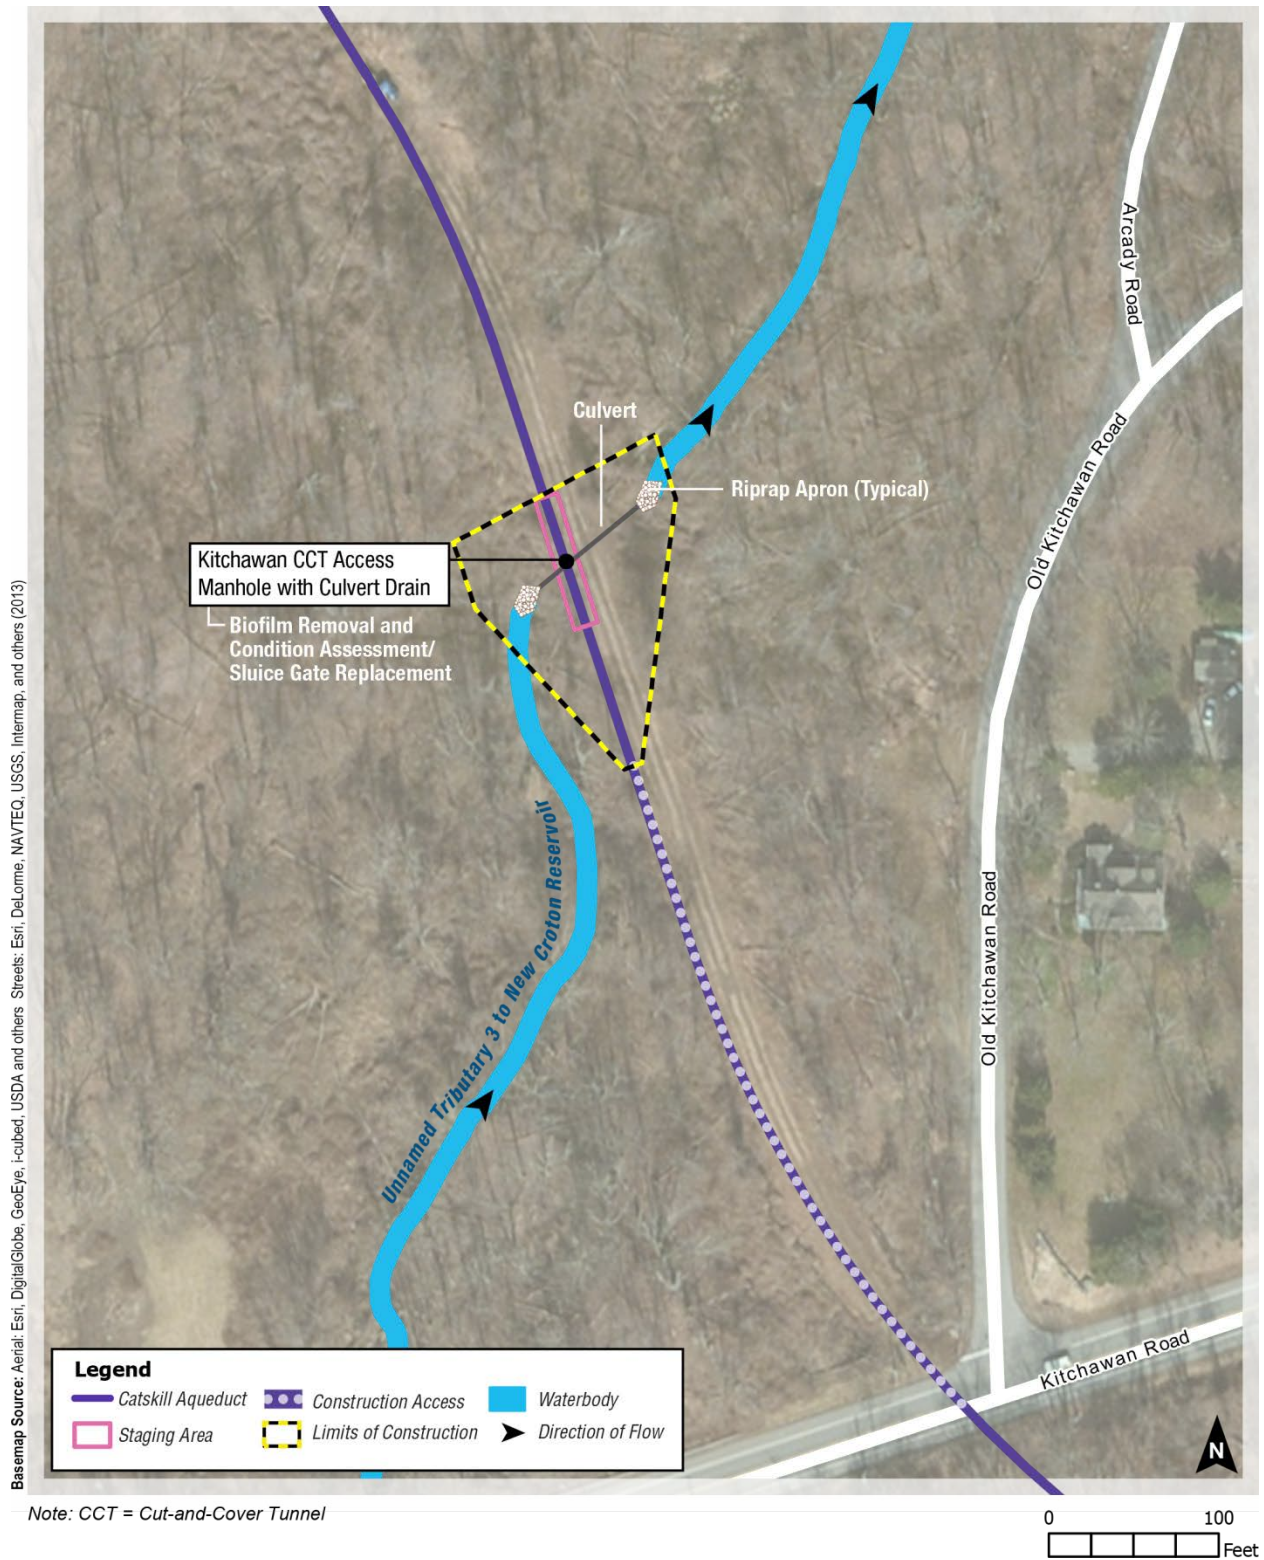 Arcady Road
Culvert
Old Kitchawan Road
Riprap Apron (Typical)
Kitchawan CCT Access
Manhole with Culvert Drain
Biofilm Removal and
Condition Assessment/
Sluice Gate Replacement
Unnamed Tributary 3 to New Croton Reservoir
Old Kitchawan Road
Kitchawan Road
Legend
Catskill Aqueduct
Construction Access
Waterbody
Staging Area
Limits of Construction
Direction of Flow
N
Basemap Source: Aerial: Esri, DigitalGlobe, GeoEye, i-cubed, USDA and others Streets: Esri, DeLorme, NAVTEQ, USGS, Intermap, and others (2013)
Note: CCT = Cut-and-Cover Tunnel
0 100
Feet